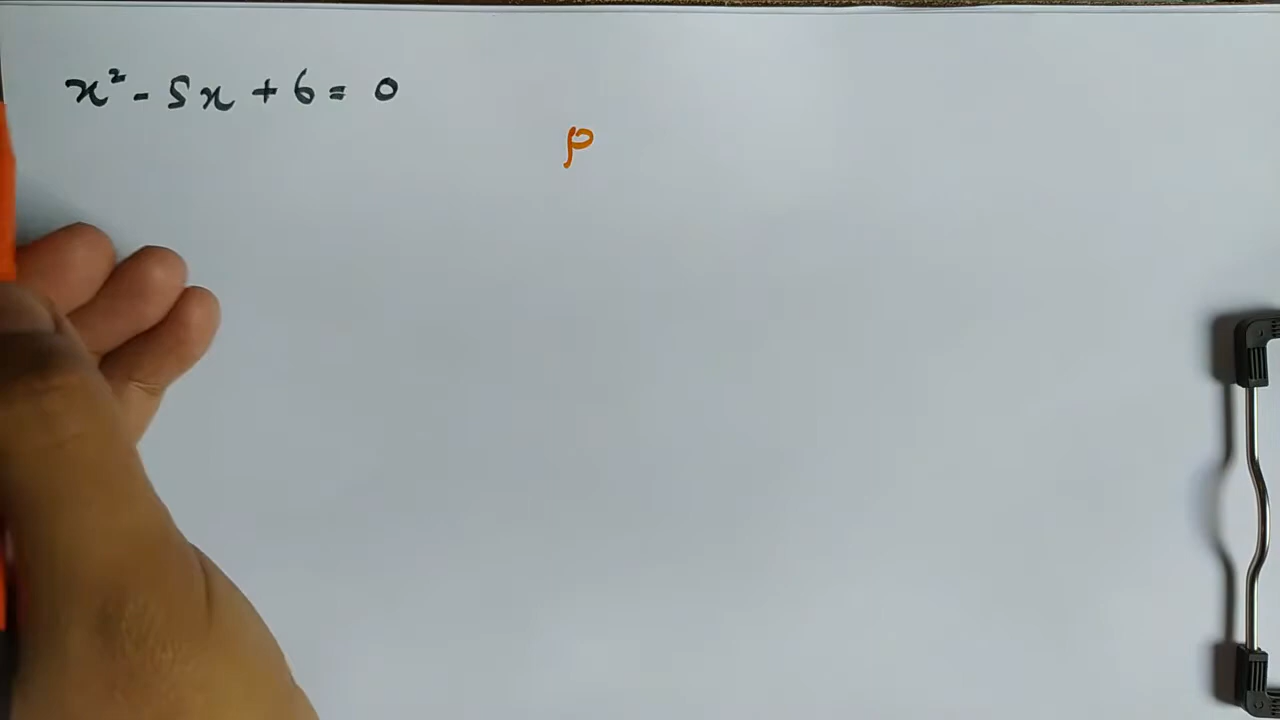 x² - 5x + 6 = 0
P